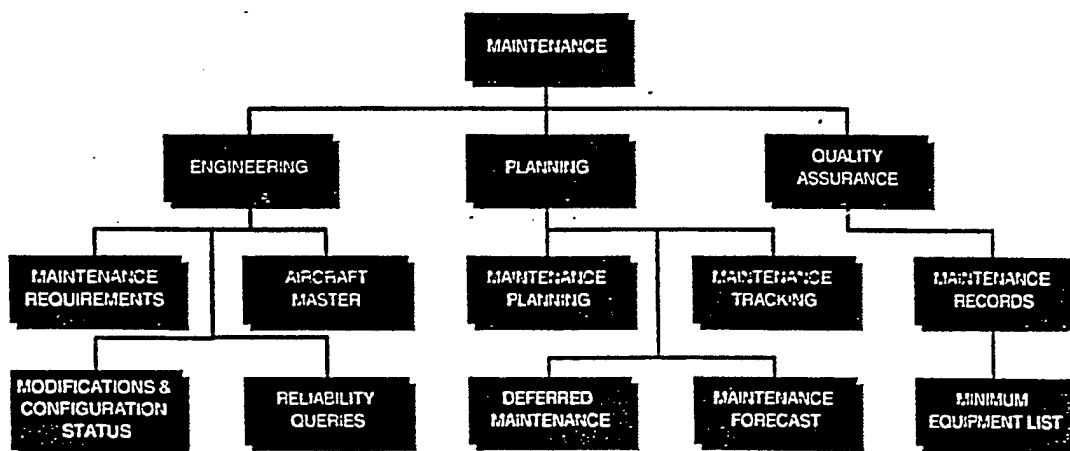 MAINTENANCE
ENGINEERING
PLANNING
QUALITY
ASSURANCE
MAINTENANCE
REQUIREMENTS
AIRCRAFT
MASTER
MAINTENANCE
PLANNING
MAINTENANCE
TRACKING
MAINTENANCE
RECORDS
MODIFICATIONS &
CONFIGURATION
STATUS
RELIABILITY
QUERIES
DEFERRED
MAINTENANCE
MAINTENANCE
FORECAST
MINIMUM
EQUIPMENT LIST